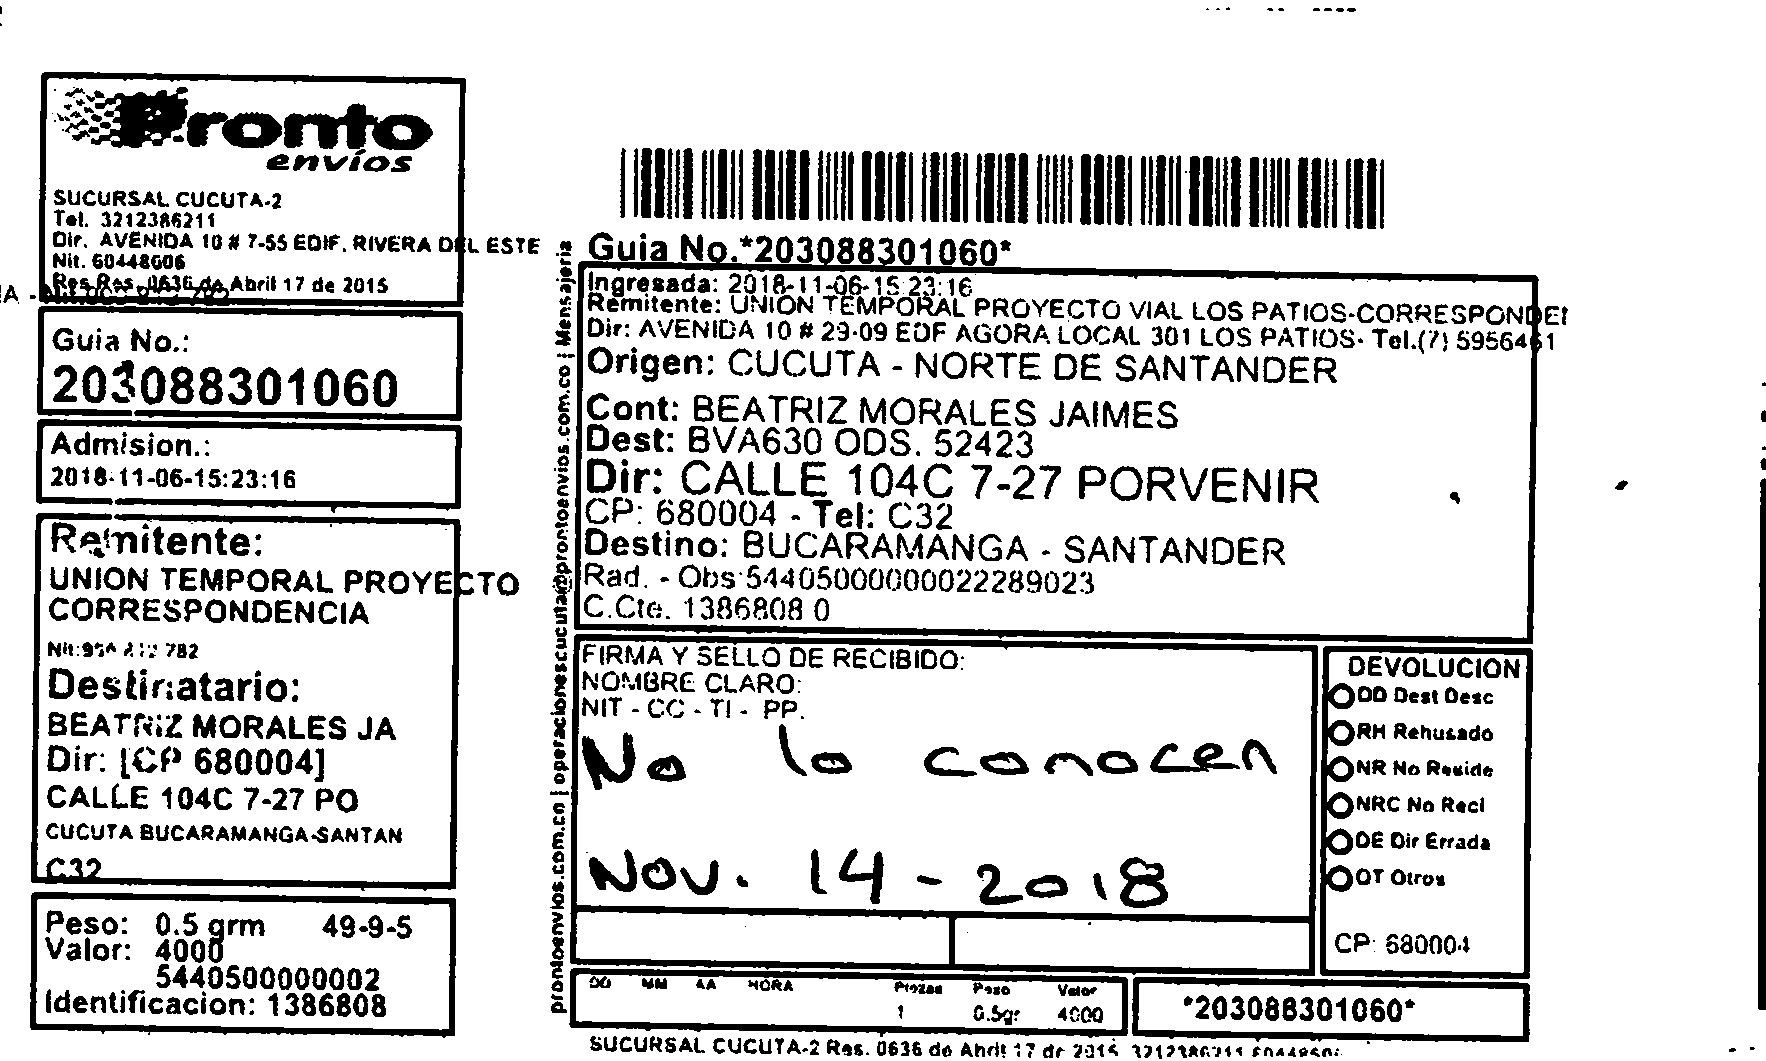 Pronto
envíos
SUCURSAL CUCUTA-2
Tel. 3212386211
Dir. AVENIDA 10 # 7-55 EDIF. RIVERA DEL ESTE
Nit. 60448606
Res Res. 0636 de Abril 17 de 2015
Guia No.:
203088301060
Admision.:
2018-11-06-15:23:16
Remitente:
UNION TEMPORAL PROYECTO
CORRESPONDENCIA
Nit: 782
Destinatario:
BEATRIZ MORALES JA
Dir: [CP 680004]
CALLE 104C 7-27 PO
CUCUTA BUCARAMANGA-SANTAN
C32
Peso: 0.5 grm 49-9-5
Valor: 4000
5440500000002
Identificacion: 1386808
prontoenvios.com.co | operacionescucuta@prontoenvios.com.co | Mensajeria
Guia No.*203088301060*
Ingresada: 2018-11-06-15:23:16
Remitente: UNION TEMPORAL PROYECTO VIAL LOS PATIOS-CORRESPONDEI
Dir: AVENIDA 10 # 29-09 EDF AGORA LOCAL 301 LOS PATIOS- Tel.(7) 5956461
Origen: CUCUTA - NORTE DE SANTANDER
Cont: BEATRIZ MORALES JAIMES
Dest: BVA630 ODS. 52423
Dir: CALLE 104C 7-27 PORVENIR
CP: 680004 - Tel: C32
Destino: BUCARAMANGA - SANTANDER
Rad. - Obs:54405000000022289023
C.Cte. 1386808 0
FIRMA Y SELLO DE RECIBIDO:
NOMBRE CLARO:
NIT - CC - TI - PP.
No lo conocen
Nov. 14 - 2018
DEVOLUCION
DD Dest Desc
RH Rehusado
NR No Reside
NRC No Recl
DE Dir Errada
OT Otros
CP: 680004
DD MM AA HORA Piezas Peso Valor
1 0.5gr 4000
*203088301060*
SUCURSAL CUCUTA-2 Res. 0636 de Abril 17 de 2015 3212386211